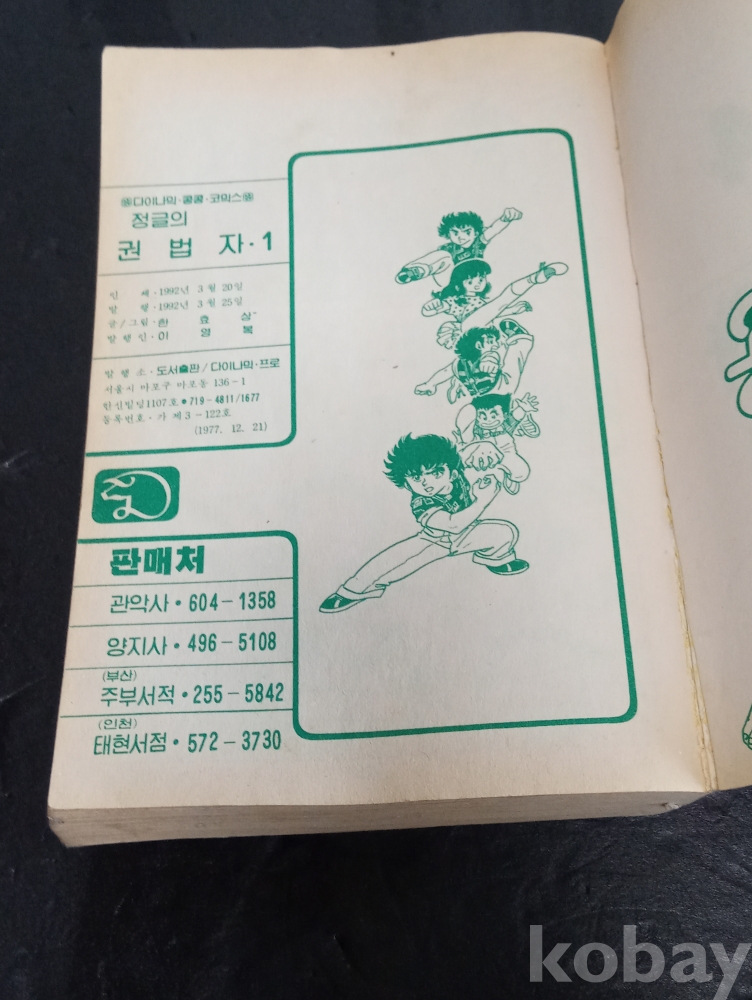 다이나믹·콩콩·코믹스
정글의
권 법 자·1
인 쇄·1992년 3월 20일
발 행·1992년 3월 25일
글/그림·한 효 상
발행인·이 영 복
발 행 소·도서출판/다이나믹·프로
서울시 마포구 마포동 136-1
한신빌딩1107호●719-4811/1677
등록번호·가 제3-122호
(1977. 12. 21)
판매처
관악사·604-1358
양지사·496-5108
(부산)
주부서적·255-5842
(인천)
태현서점·572-3730
kobay